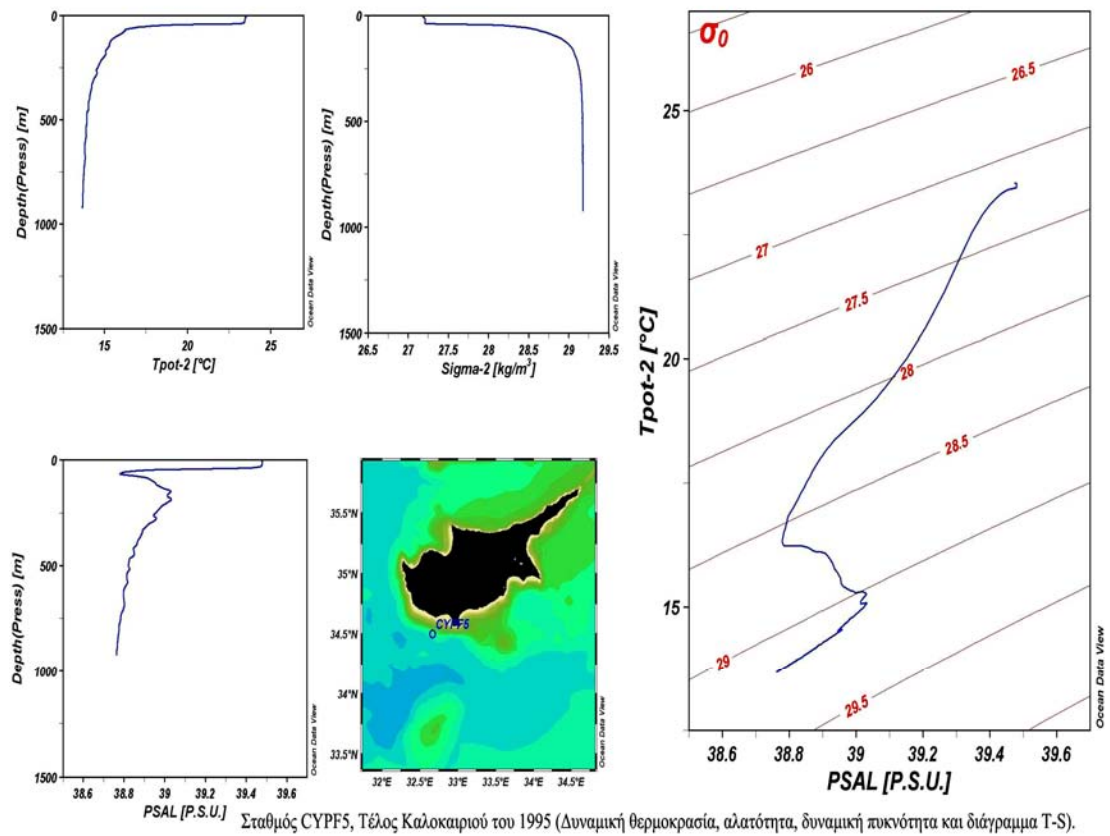 0
500
1000
1500
Depth(Press) [m]
15
20
25
Tpot-2 [°C]
Ocean Data View
0
500
1000
1500
Depth(Press) [m]
26.5
27
27.5
28
28.5
29
29.5
Sigma-2 [kg/m³]
Ocean Data View
σ0
26
26.5
27
27.5
28
28.5
29
29.5
25
20
15
Tpot-2 [°C]
38.6
38.8
39
39.2
39.4
39.6
PSAL [P.S.U.]
Ocean Data View
0
500
1000
1500
Depth(Press) [m]
38.6
38.8
39
39.2
39.4
39.6
PSAL [P.S.U.]
Ocean Data View
35.5°N
35°N
34.5°N
34°N
33.5°N
CYPF5
32°E
32.5°E
33°E
33.5°E
34°E
34.5°E
Ocean Data View
Σταθμός CYPF5, Τέλος Καλοκαιριού του 1995 (Δυναμική θερμοκρασία, αλατότητα, δυναμική πυκνότητα και διάγραμμα T-S).